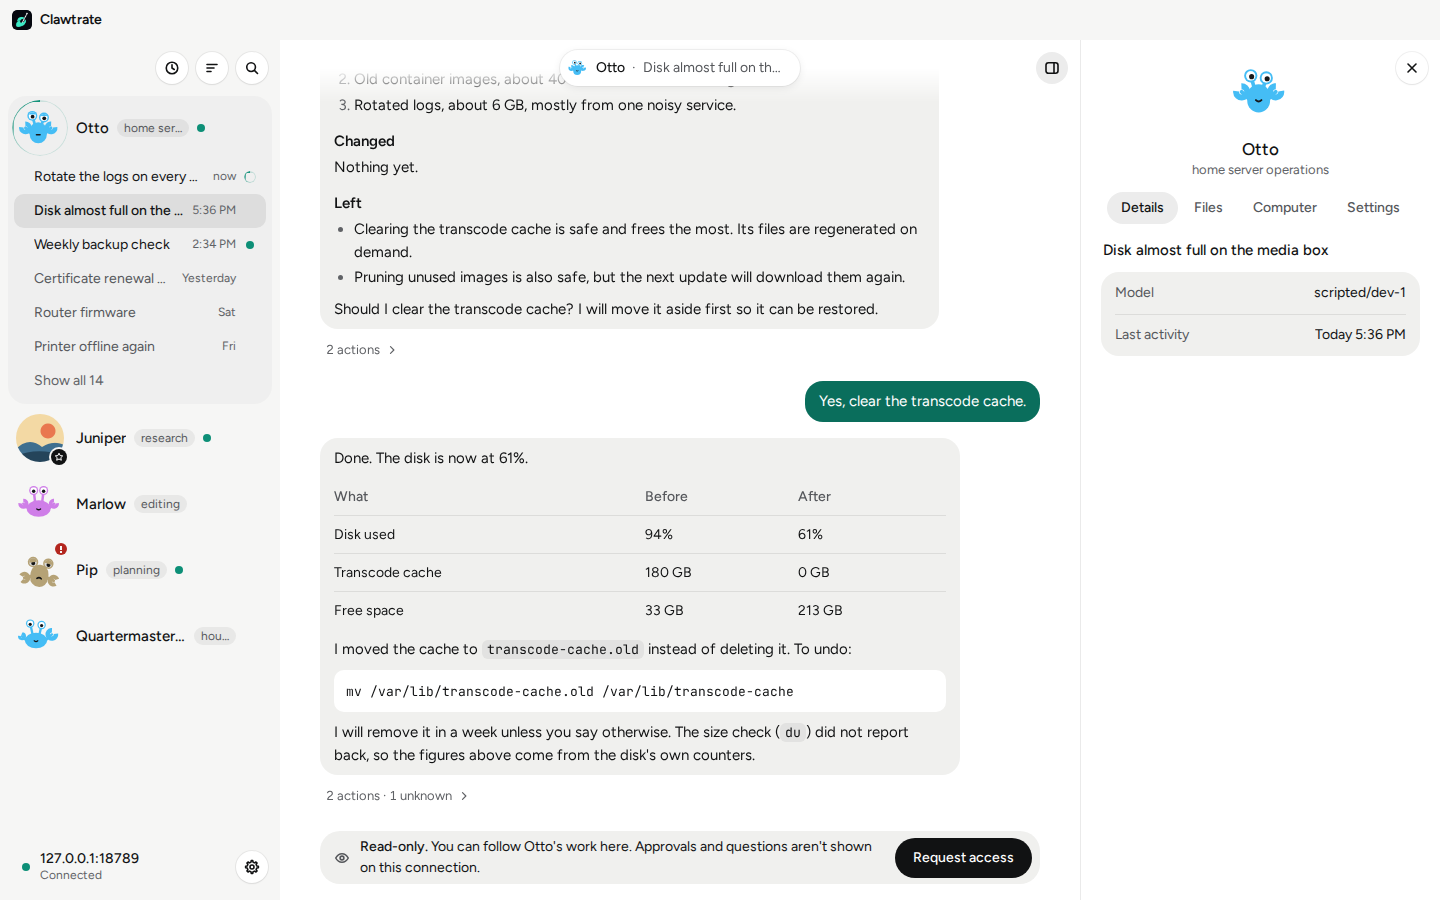 Clawtrate
Otto home ser...
Rotate the logs on every ... now
Disk almost full on the ... 5:36 PM
Weekly backup check 2:34 PM
Certificate renewal ... Yesterday
Router firmware Sat
Printer offline again Fri
Show all 14
Juniper research
Marlow editing
Pip planning
Quartermaster... hou...
127.0.0.1:18789
Connected
Otto · Disk almost full on th...
2. Old container images, about 40
3. Rotated logs, about 6 GB, mostly from one noisy service.
Changed
Nothing yet.
Left
• Clearing the transcode cache is safe and frees the most. Its files are regenerated on
demand.
• Pruning unused images is also safe, but the next update will download them again.
Should I clear the transcode cache? I will move it aside first so it can be restored.
2 actions
Yes, clear the transcode cache.
Done. The disk is now at 61%.
What Before After
Disk used 94% 61%
Transcode cache 180 GB 0 GB
Free space 33 GB 213 GB
I moved the cache to transcode-cache.old instead of deleting it. To undo:
mv /var/lib/transcode-cache.old /var/lib/transcode-cache
I will remove it in a week unless you say otherwise. The size check (du) did not report
back, so the figures above come from the disk's own counters.
2 actions · 1 unknown
Read-only. You can follow Otto's work here. Approvals and questions aren't shown
on this connection.
Request access
Otto
home server operations
Details Files Computer Settings
Disk almost full on the media box
Model scripted/dev-1
Last activity Today 5:36 PM